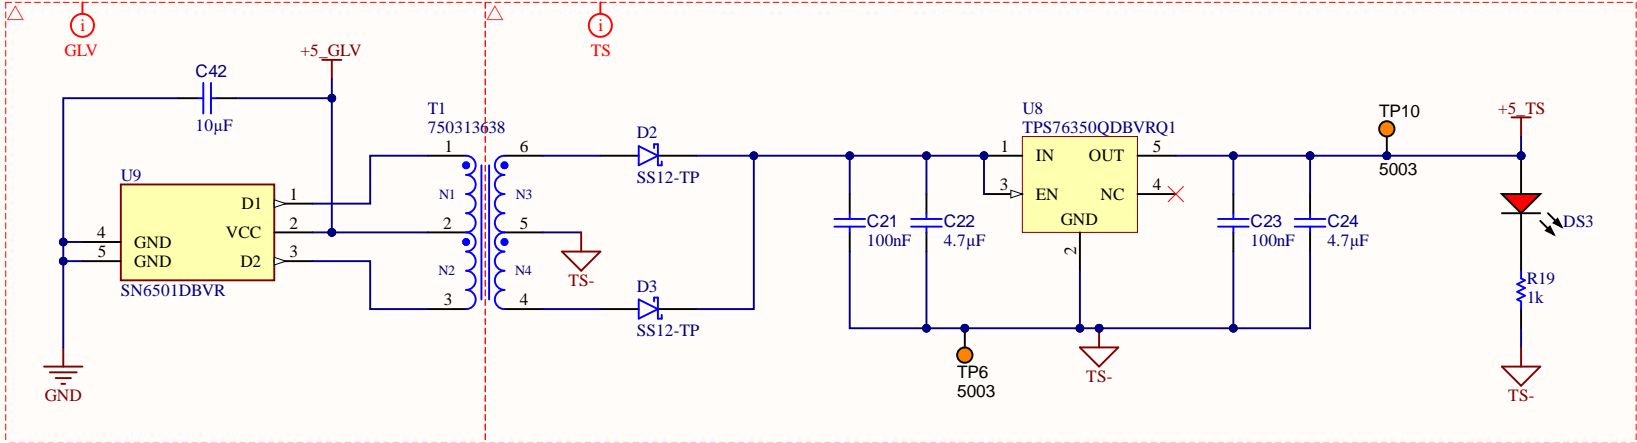 i
GLV
i
TS
+5_GLV
C42
10µF
T1
750313638
U9
D1
VCC
D2
GND
GND
1
2
3
4
5
SN6501DBVR
GND
1
2
3
N1
N2
N3
N4
6
5
4
TS-
D2
SS12-TP
D3
SS12-TP
C21
100nF
C22
4.7µF
TP6
5003
U8
TPS76350QDBVRQ1
1
IN
OUT
5
3
EN
NC
4
GND
2
TS-
C23
100nF
C24
4.7µF
TP10
5003
+5_TS
DS3
R19
1k
TS-